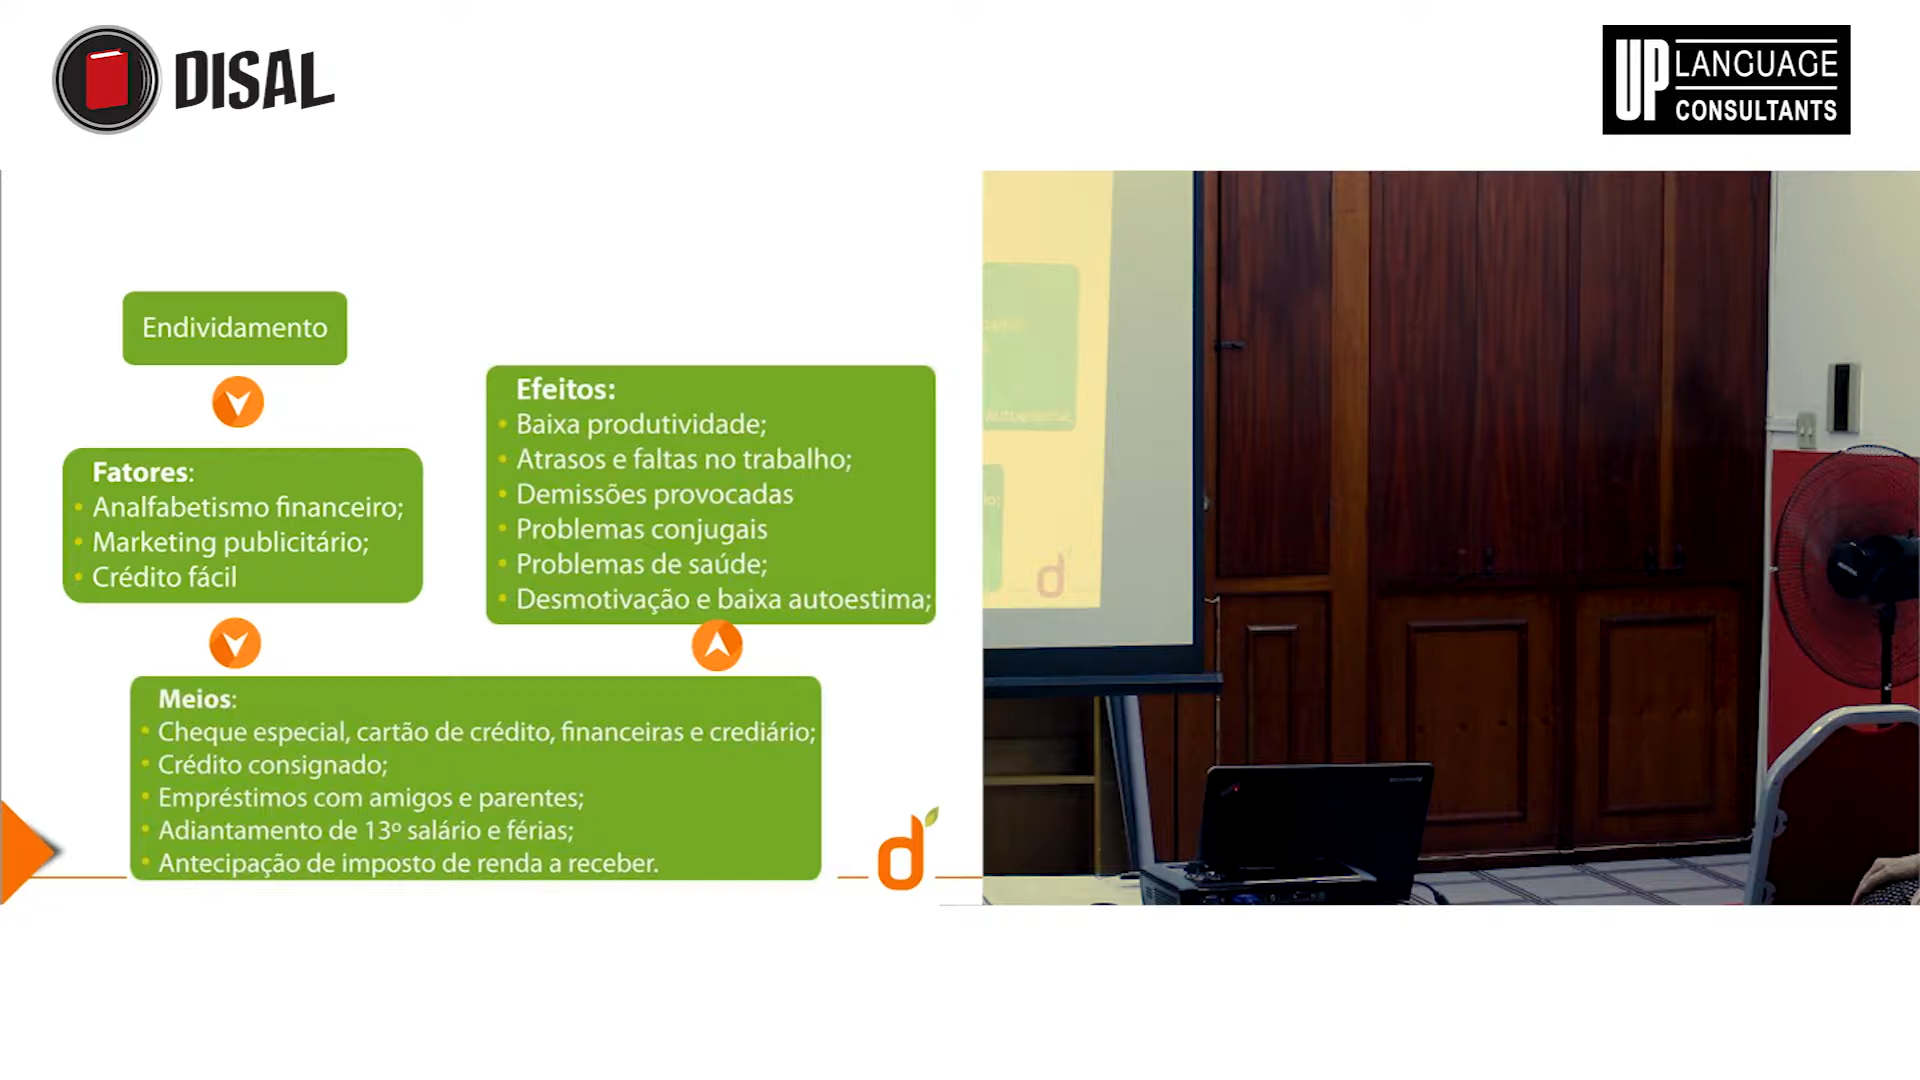 DISAL
UP LANGUAGE
CONSULTANTS
Endividamento
Fatores:
• Analfabetismo financeiro;
• Marketing publicitário;
• Crédito fácil
Meios:
• Cheque especial, cartão de crédito, financeiras e crediário;
• Crédito consignado;
• Empréstimos com amigos e parentes;
• Adiantamento de 13º salário e férias;
• Antecipação de imposto de renda a receber.
Efeitos:
• Baixa produtividade;
• Atrasos e faltas no trabalho;
• Demissões provocadas
• Problemas conjugais
• Problemas de saúde;
• Desmotivação e baixa autoestima;
d